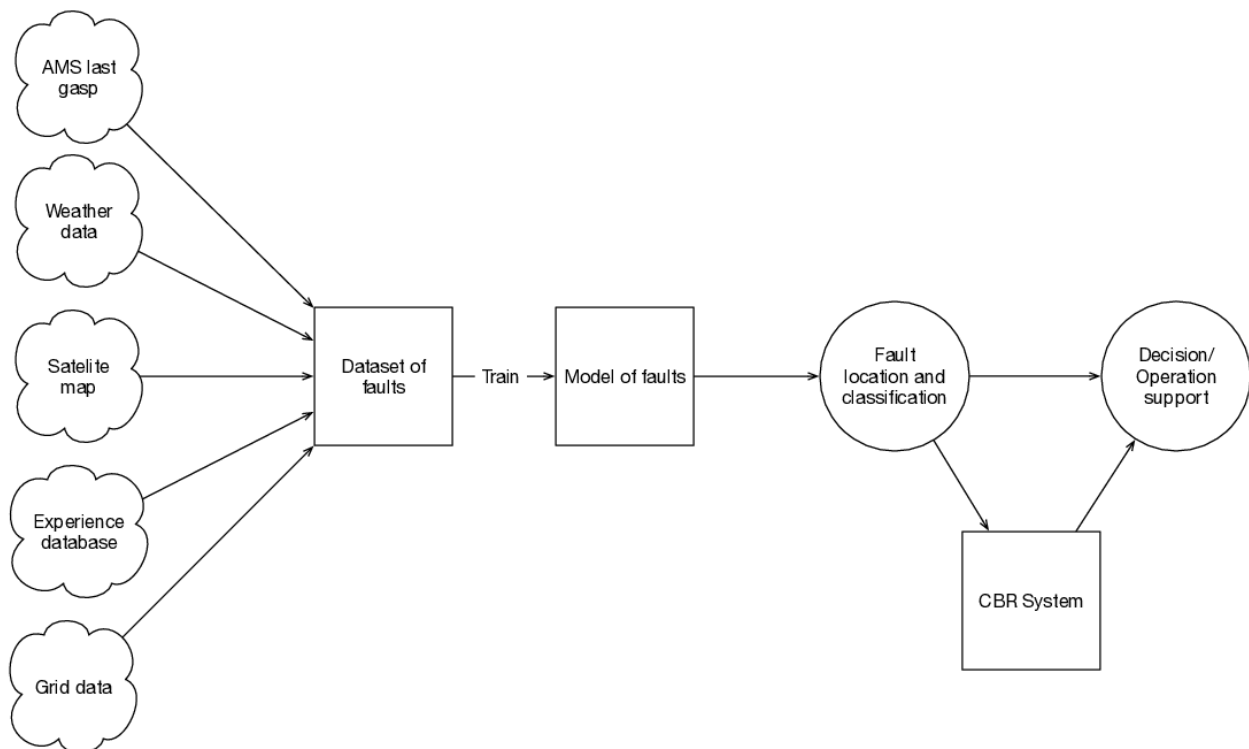 AMS last
gasp
Weather
data
Satelite
map
Experience
database
Grid data
Dataset of
faults
Train
Model of faults
Fault
location and
classification
Decision/
Operation
support
CBR System